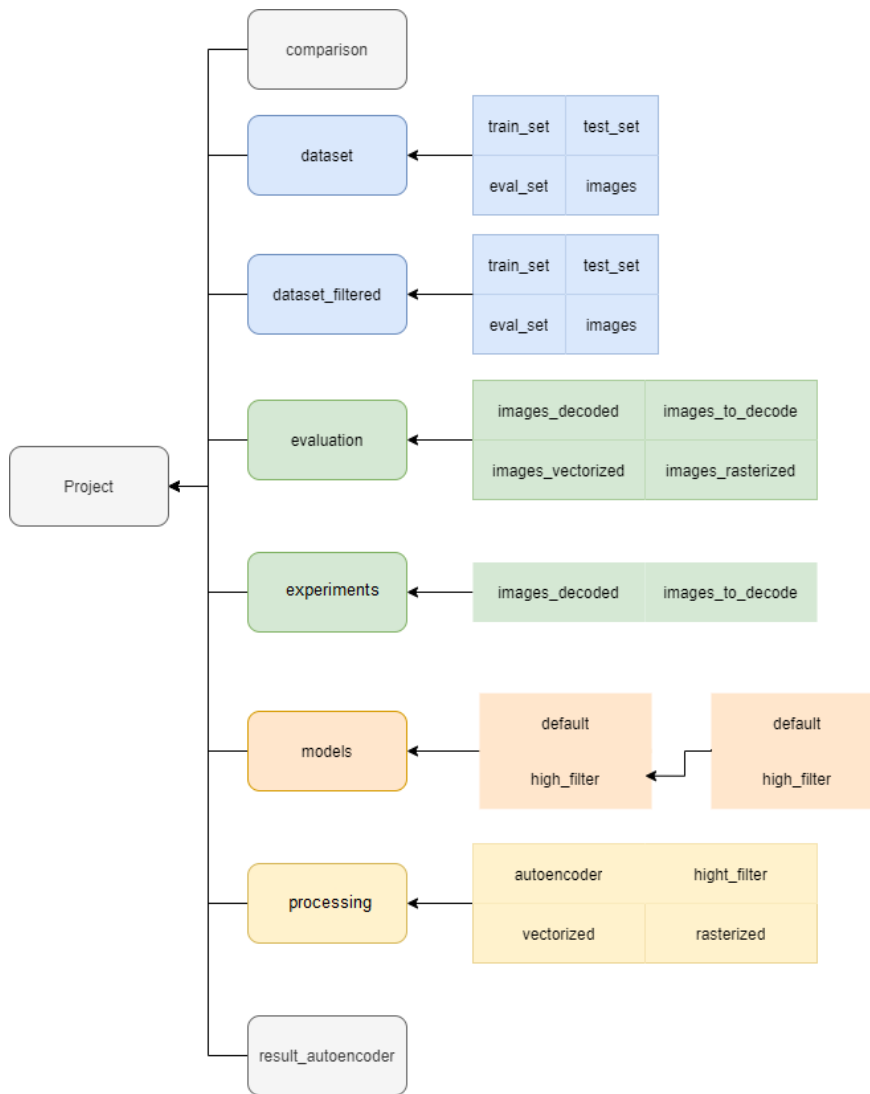 comparison
train_set test_set
dataset
eval_set images
train_set test_set
dataset_filtered
eval_set images
images_decoded images_to_decode
evaluation
images_vectorized images_rasterized
Project
experiments images_decoded images_to_decode
default default
models
high_filter high_filter
autoencoder hight_filter
processing
vectorized rasterized
result_autoencoder